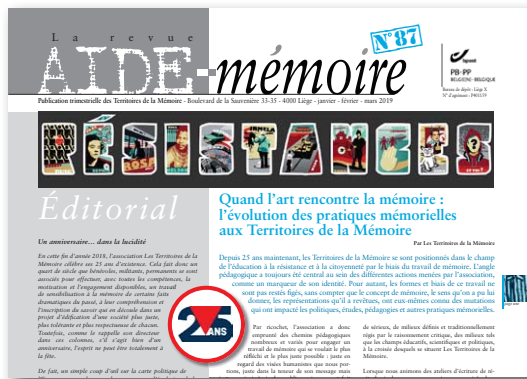 La revue
AIDE-mémoire
N°87
bpost
PB-PP
BELGIE(N) - BELGIQUE
Bureau de dépôt : Liège X
N° d'agrément : P401159
Publication trimestrielle des Territoires de la Mémoire - Boulevard de la Sauvenière 33-35 - 4000 Liège - janvier - février - mars 2019
RÉSISTANCES
Éditorial
Un anniversaire… dans la lucidité
En cette fin d'année 2018, l'association Les Territoires de la
Mémoire célèbre ses 25 ans d'existence. Cela fait donc un
quart de siècle que bénévoles, militants, permanents se sont
associés pour effectuer, avec toutes les compétences, la
motivation et l'engagement disponibles, un travail
de sensibilisation à la mémoire de certains faits
dramatiques du passé, à leur compréhension et
l'inscription du savoir qui en découle dans un
projet d'édification d'une société plus juste,
plus tolérante et plus respectueuse de chacun.
Toutefois, comme le rappelle son directeur
dans ces colonnes, s'il s'agit bien d'un
anniversaire, l'esprit ne peut être totalement à
la fête.
De fait, un simple coup d'œil sur la carte politique de
25 ANS
Quand l'art rencontre la mémoire :
l'évolution des pratiques mémorielles
aux Territoires de la Mémoire
Par Les Territoires de la Mémoire
Depuis 25 ans maintenant, les Territoires de la Mémoire se sont positionnés dans le champ
de l'éducation à la résistance et à la citoyenneté par le biais du travail de mémoire. L'angle
pédagogique a toujours été central au sein des différents actions menées par l'association,
comme un marqueur de son identité. Pour autant, les formes et biais de ce travail ne
sont pas restés figés, sans compter que le concept de mémoire, le sens qu'on a pu lui
donner, les représentations qu'il a revêtues, ont eux-mêmes connu des mutations
qui ont impacté les politiques, études, pédagogies et autres pratiques mémorielles.
Par ricochet, l'association a donc
emprunté des chemins pédagogiques
nombreux et variés pour engager un
travail de mémoire qui se voulait le plus
réfléchi et le plus juste possible : juste en
regard des visées humanistes que nous por-
tions, juste dans la teneur de son message mais
de sérieux, de milieux définis et traditionnellement
régis par le raisonnement critique, des milieux tels
que les champs éducatifs, scientifiques et politiques,
à la croisée desquels se situent Les Territoires de la
Mémoire.
Lorsque nous animons des ateliers d'écriture de ré-